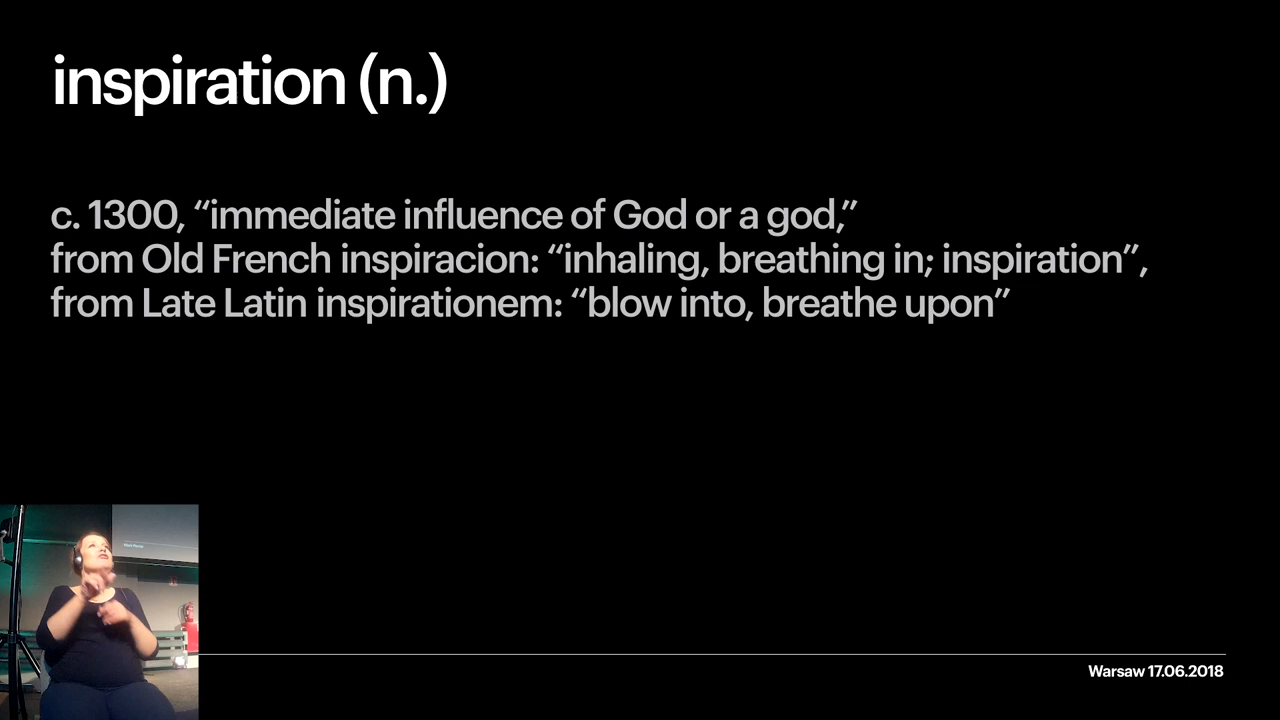 inspiration (n.)
c. 1300, “immediate influence of God or a god,”
from Old French inspiracion: “inhaling, breathing in; inspiration”,
from Late Latin inspirationem: “blow into, breathe upon”
Warsaw 17.06.2018